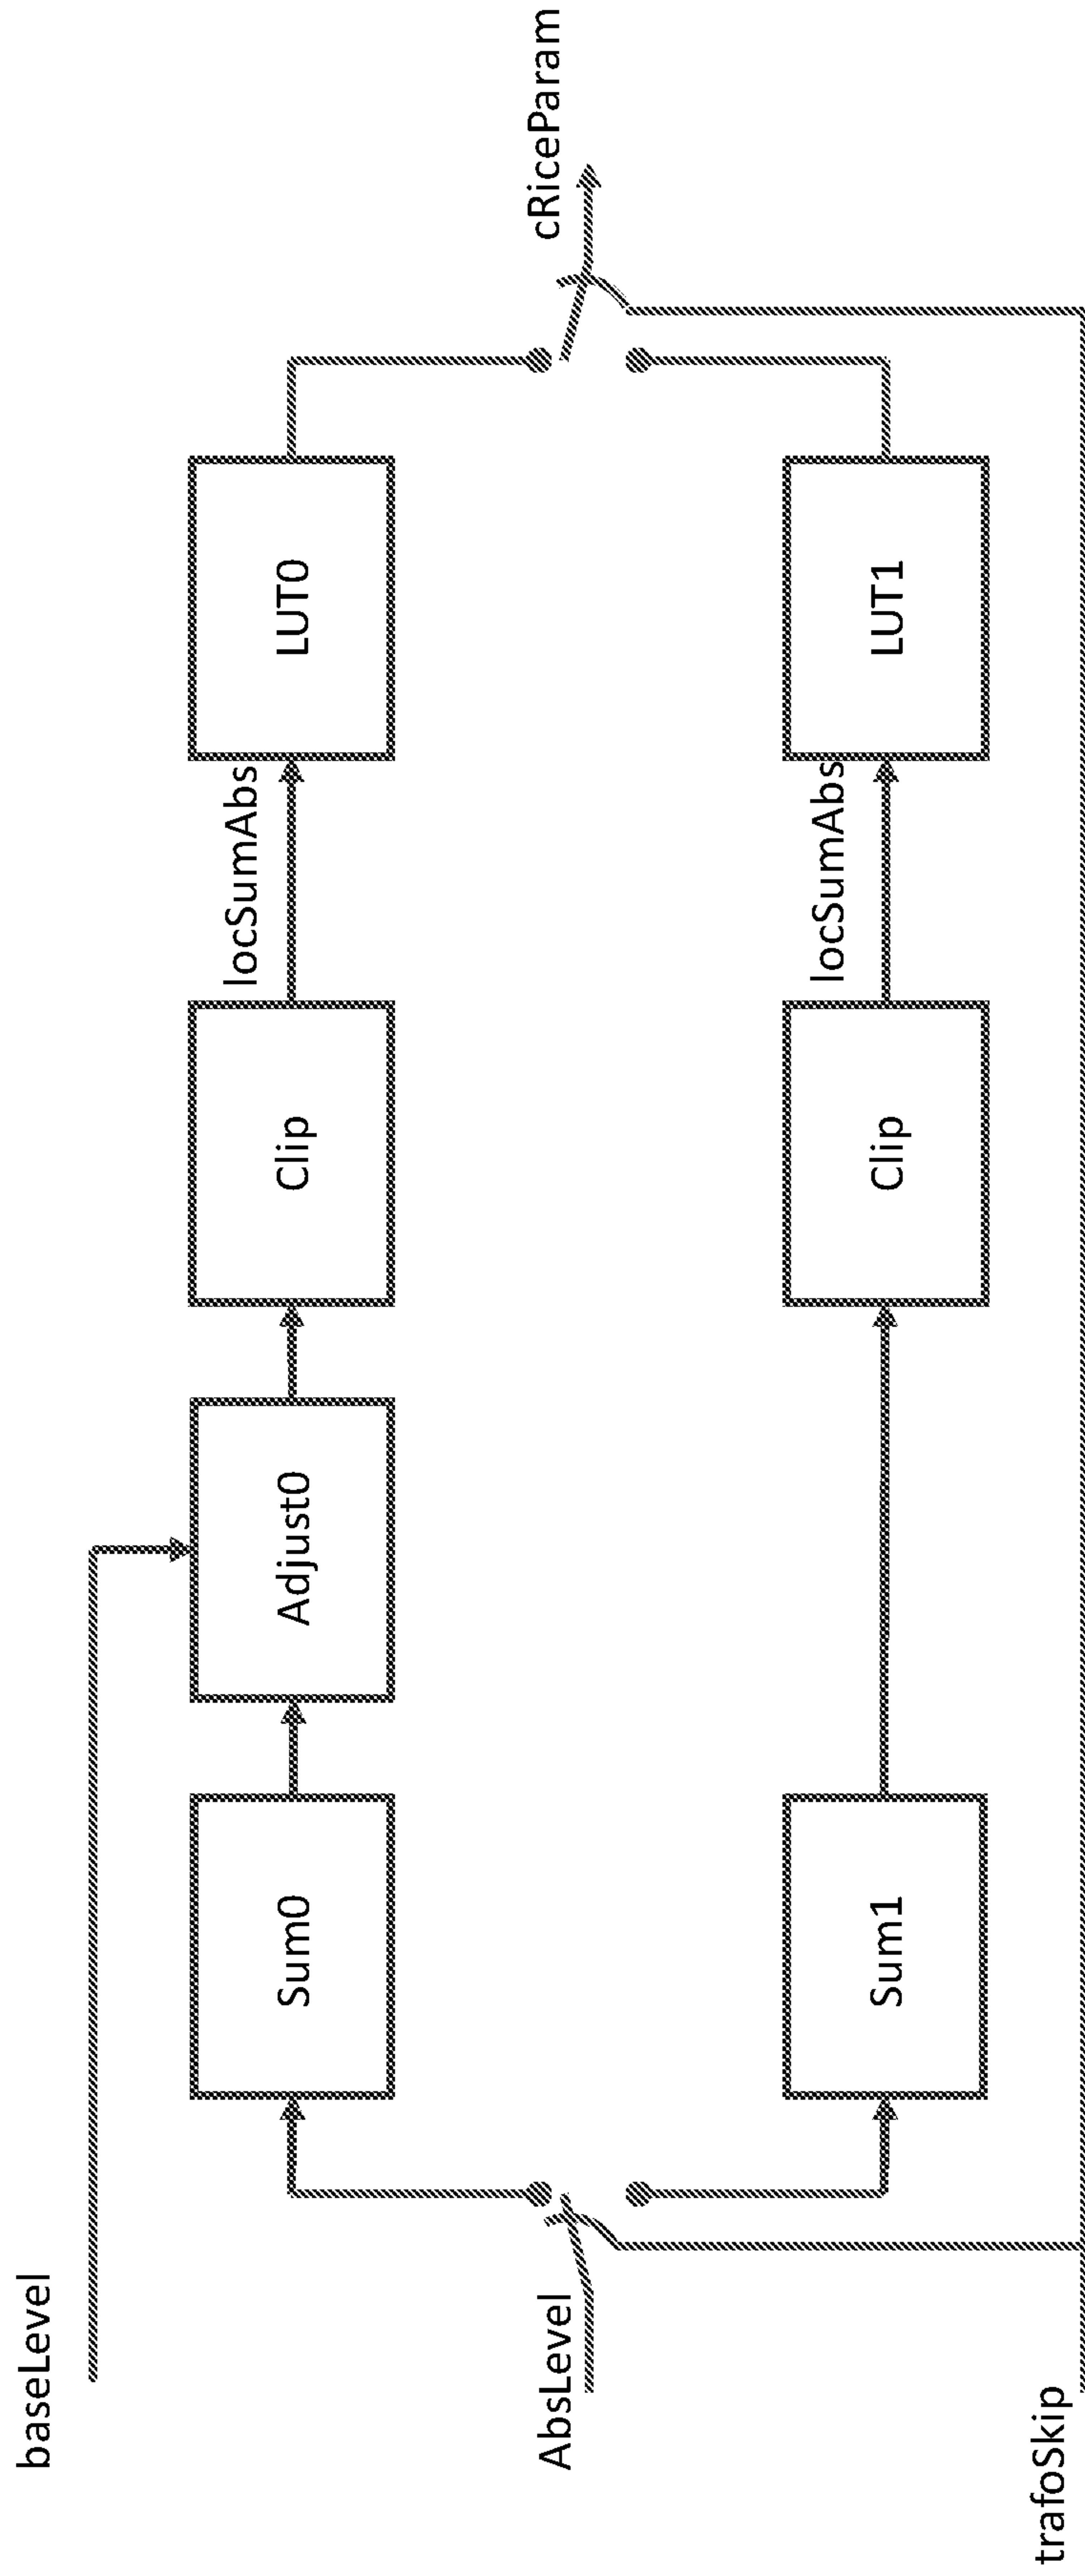 baseLevel
AbsLevel
trafoSkip
Sum0
Adjust0
Clip
locSumAbs
LUT0
Sum1
Clip
locSumAbs
LUT1
cRiceParam